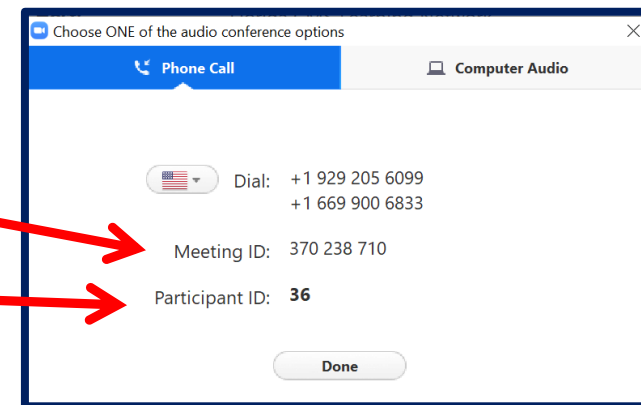 Choose ONE of the audio conference options
Phone Call
Computer Audio
Dial: +1 929 205 6099
+1 669 900 6833
Meeting ID: 370 238 710
Participant ID: 36
Done